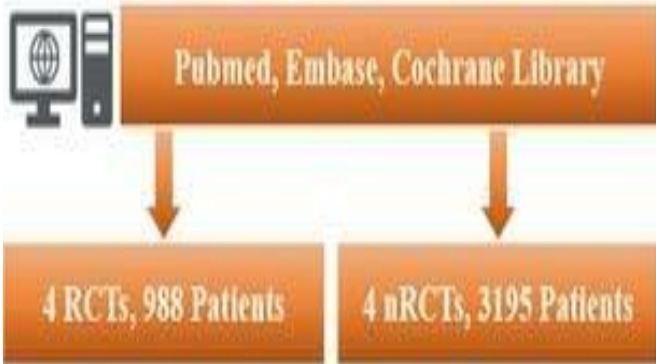 Pubmed, Embase, Cochrane Library
4 RCTs, 988 Patients
4 nRCTs, 3195 Patients